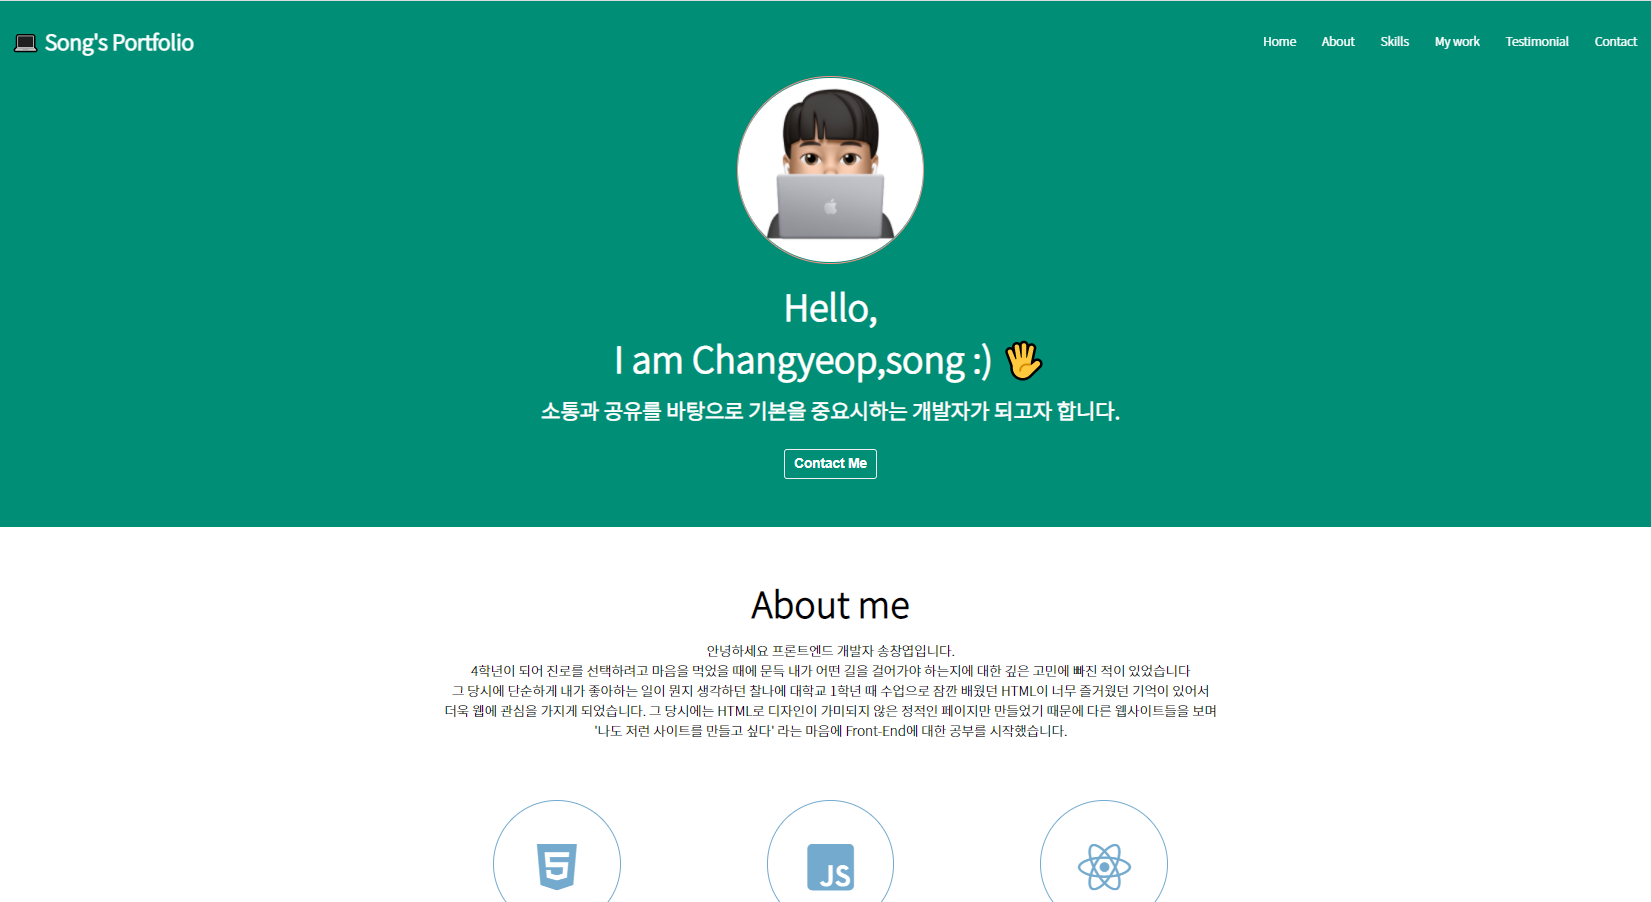 Song's Portfolio
Home About Skills My work Testimonial Contact
Hello,
I am Changyeop,song :)
소통과 공유를 바탕으로 기본을 중요시하는 개발자가 되고자 합니다.
Contact Me
About me
안녕하세요 프론트엔드 개발자 송창엽입니다.
4학년이 되어 진로를 선택하려고 마음을 먹었을 때에 문득 내가 어떤 길을 걸어가야 하는지에 대한 깊은 고민에 빠진 적이 있었습니다
그 당시에 단순하게 내가 좋아하는 일이 뭔지 생각하던 찰나에 대학교 1학년 때 수업으로 잠깐 배웠던 HTML이 너무 즐거웠던 기억이 있어서
더욱 웹에 관심을 가지게 되었습니다. 그 당시에는 HTML로 디자인이 가미되지 않은 정적인 페이지만 만들었기 때문에 다른 웹사이트들을 보며
'나도 저런 사이트를 만들고 싶다' 라는 마음에 Front-End에 대한 공부를 시작했습니다.
5 JS